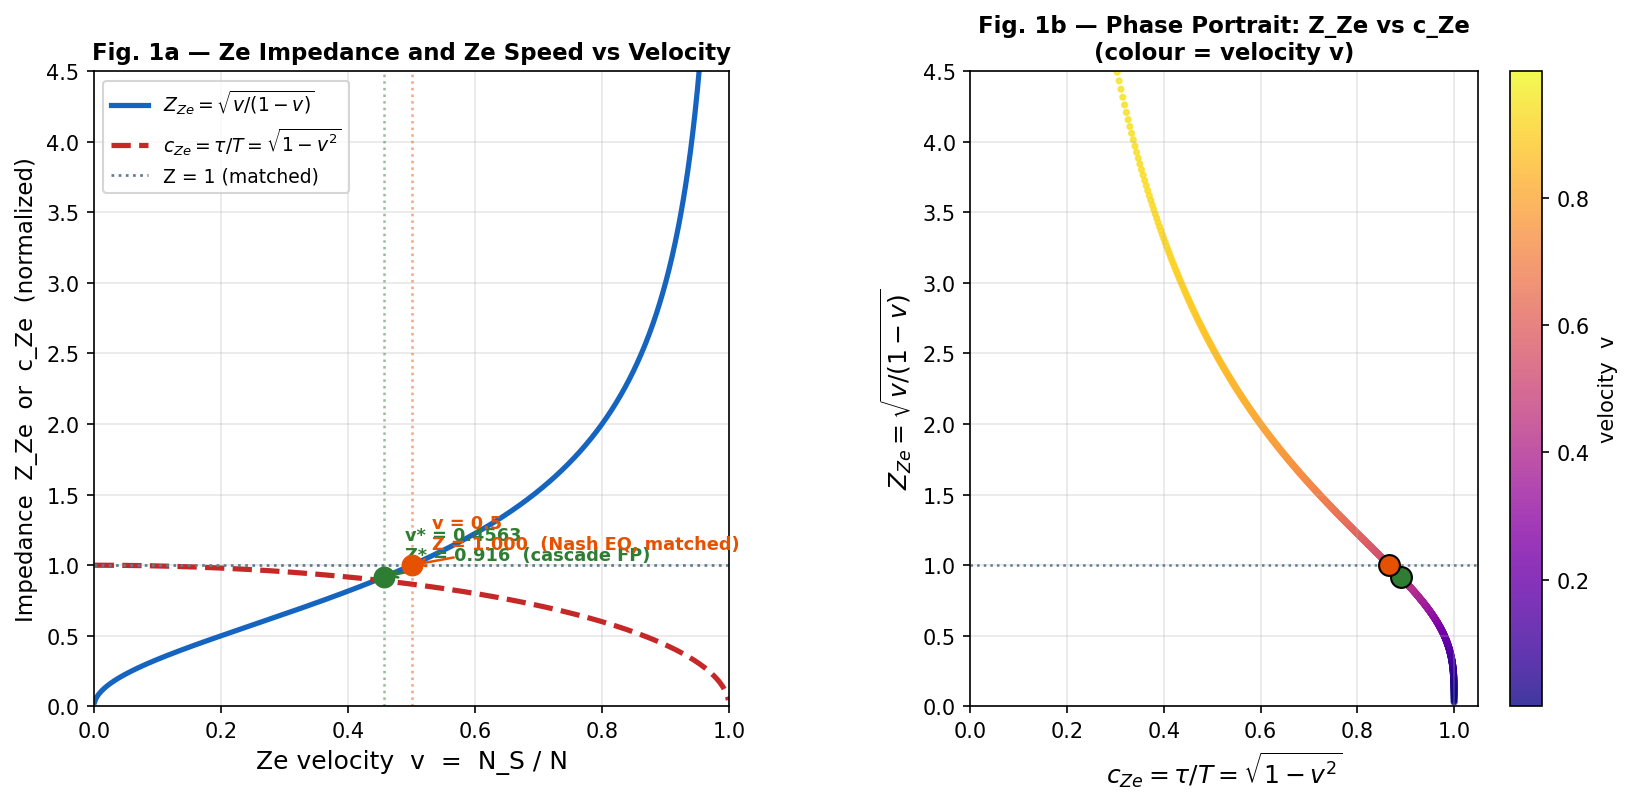 Fig. 1a — Ze Impedance and Ze Speed vs Velocity
Z_Ze = √v/(1 − v)
c_Ze = τ/T = √1 − v²
Z = 1 (matched)
v = 0.5
Z = 1.000  (Nash EQ, matched)
v* = 0.4563
Z* = 0.916  (cascade FP)
Impedance  Z_Ze  or  c_Ze  (normalized)
4.5
4.0
3.5
3.0
2.5
2.0
1.5
1.0
0.5
0.0
0.0 0.2 0.4 0.6 0.8 1.0
Ze velocity  v  =  N_S / N
Fig. 1b — Phase Portrait: Z_Ze vs c_Ze
(colour = velocity v)
Z_Ze = √v/(1 − v)
4.5
4.0
3.5
3.0
2.5
2.0
1.5
1.0
0.5
0.0
0.0 0.2 0.4 0.6 0.8 1.0
c_Ze = τ/T = √1 − v²
0.8
0.6
0.4
0.2
velocity  v